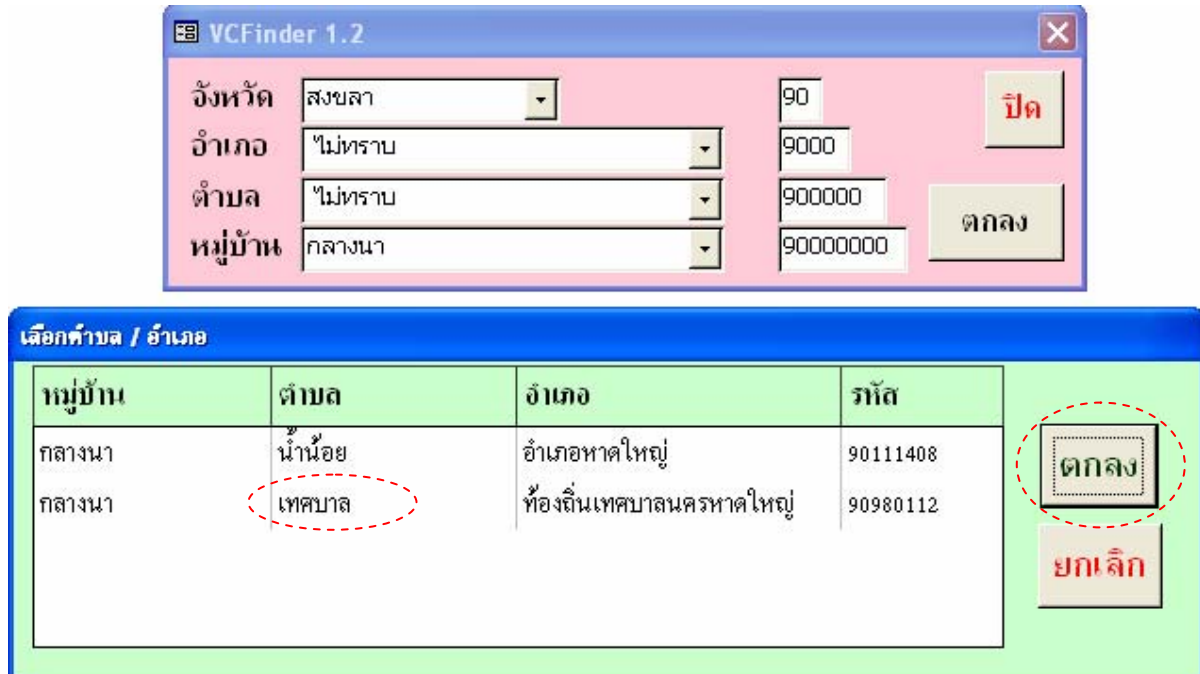 VCFinder 1.2
จังหวัด สงขลา 90 ปิด
อำเภอ ไม่ทราบ 9000
ตำบล ไม่ทราบ 900000 ตกลง
หมู่บ้าน กลางนา 90000000
เลือกตำบล / อำเภอ
หมู่บ้าน ตำบล อำเภอ รหัส
กลางนา น้ำน้อย อำเภอหาดใหญ่ 90111408 ตกลง
กลางนา เทศบาล ท้องถิ่นเทศบาลนครหาดใหญ่ 90980112
ยกเลิก